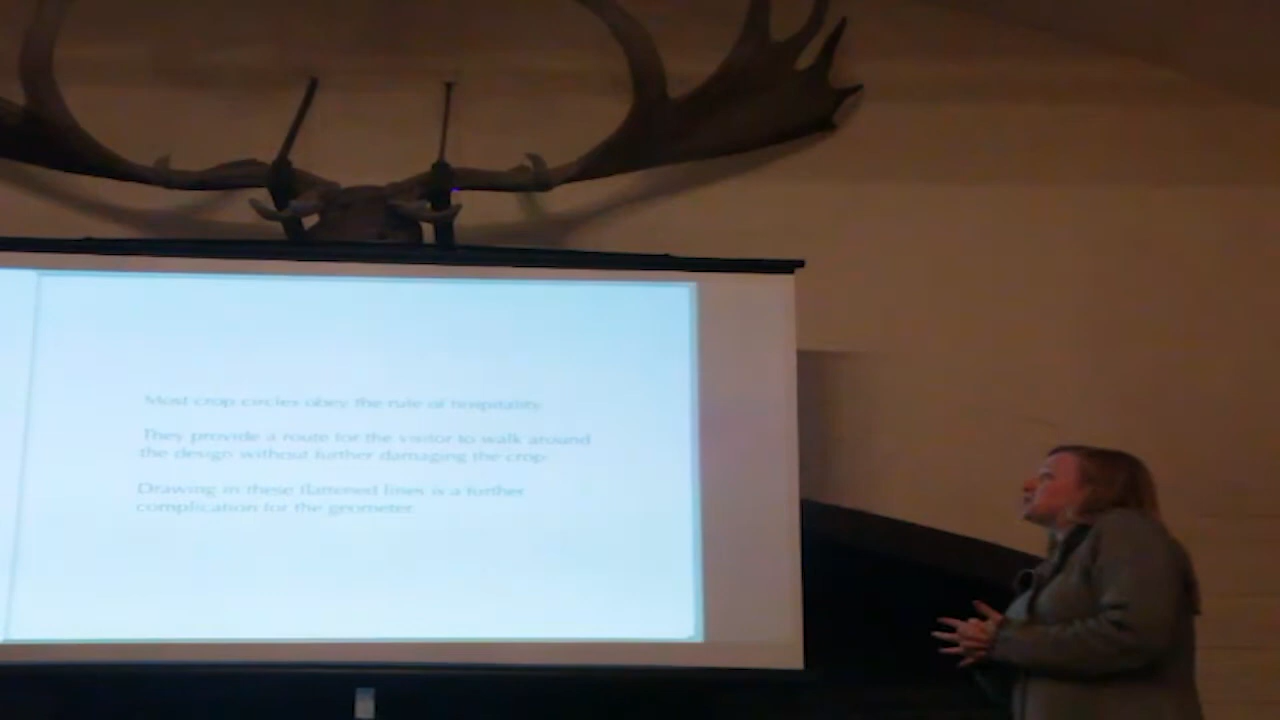 Most crop circles obey the rule of hospitality
They provide a route for the visitor to walk around
the design without further damaging the crop
Drawing in these flattened lines is a further
complication for the geometer